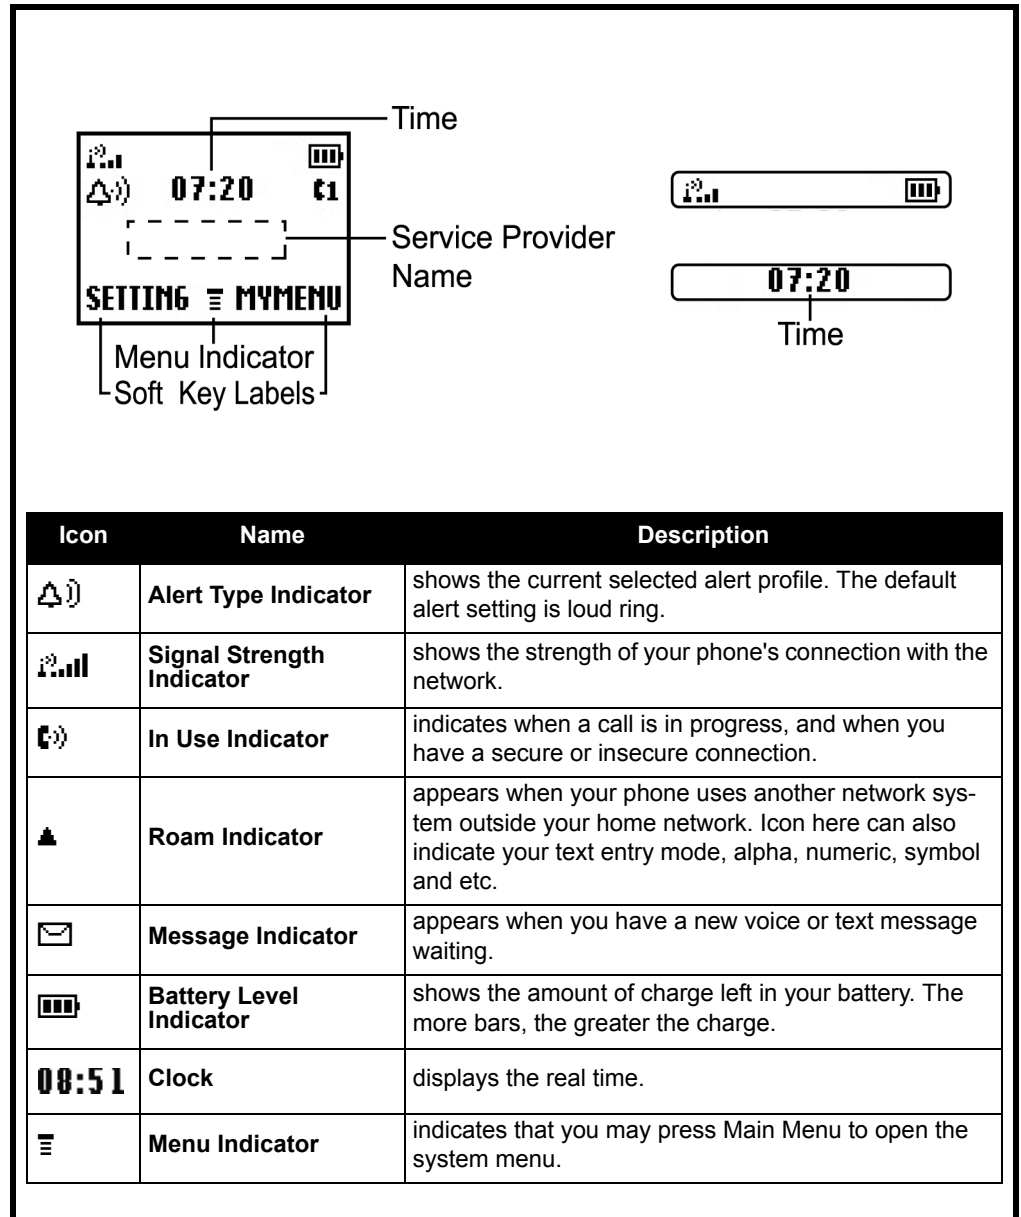 Time
07:20
1
Service Provider
Name
SETTING MYMENU
Menu Indicator
Soft Key Labels
07:20
Time
Icon Name Description
Alert Type Indicator
shows the current selected alert profile. The default
alert setting is loud ring.
Signal Strength
Indicator
shows the strength of your phone's connection with the
network.
In Use Indicator
indicates when a call is in progress, and when you
have a secure or insecure connection.
Roam Indicator
appears when your phone uses another network sys-
tem outside your home network. Icon here can also
indicate your text entry mode, alpha, numeric, symbol
and etc.
Message Indicator
appears when you have a new voice or text message
waiting.
Battery Level
Indicator
shows the amount of charge left in your battery. The
more bars, the greater the charge.
08:51 Clock displays the real time.
Menu Indicator
indicates that you may press Main Menu to open the
system menu.